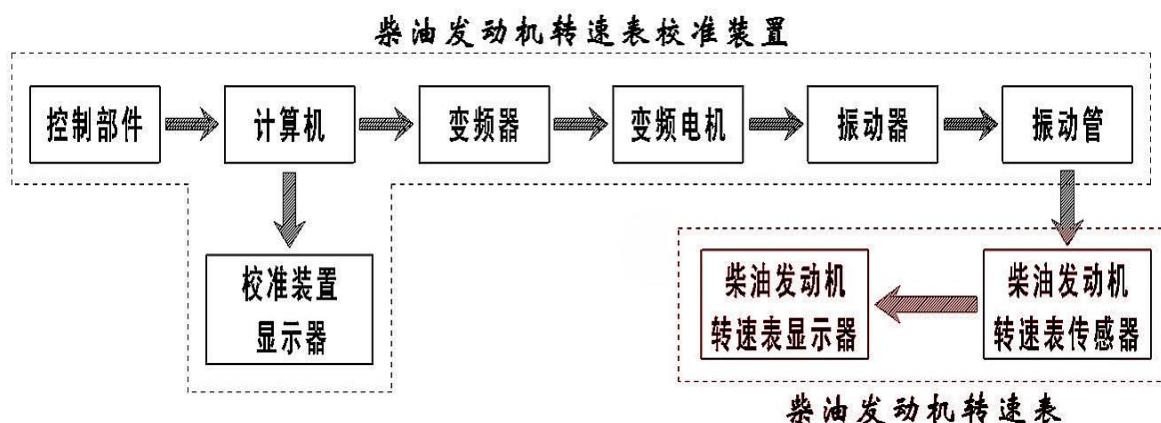 柴油发动机转速表校准装置
控制部件
计算机
变频器
变频电机
振动器
振动管
校准装置
显示器
柴油发动机
转速表显示器
柴油发动机
转速表传感器
柴油发动机转速表